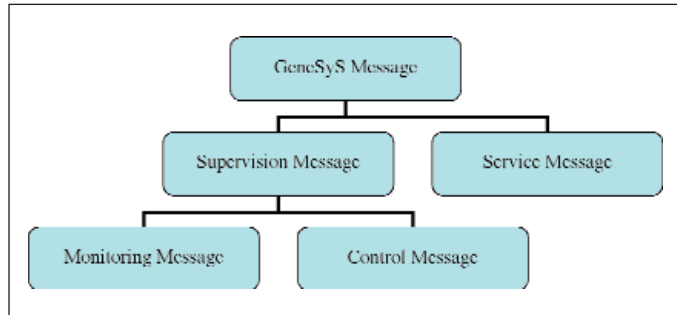 GeneSyS Message
Supervision Message
Service Message
Monitoring Message
Control Message